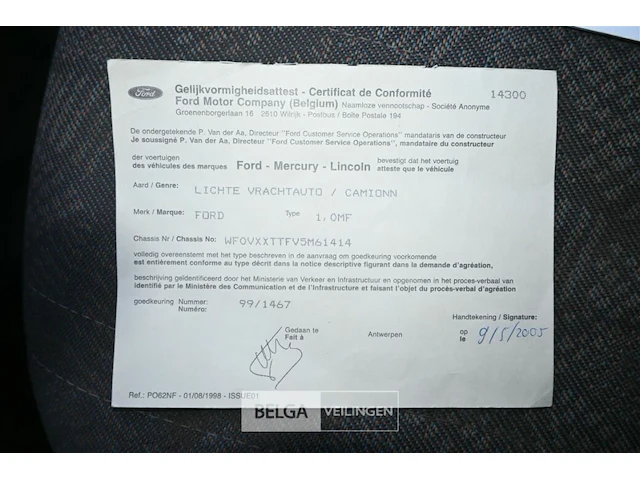 Ford
Gelijkvormigheidsattest - Certificat de Conformité
14300
Ford Motor Company (Belgium) Naamloze vennootschap - Société Anonyme
Groenenborgerlaan 16 2610 Wilrijk - Postbus / Boîte Postale 194
De ondergetekende P. Van der Aa, Directeur "Ford Customer Service Operations" mandataris van de constructeur
Je soussigné P. Van der Aa, Directeur "Ford Customer Service Operations", mandataire du constructeur
der voertuigen
des véhicules des marques
Ford - Mercury - Lincoln
bevestigt dat het voertuig
atteste que le véhicule
Aard / Genre: LICHTE VRACHTAUTO / CAMIONN
Merk / Marque: FORD Type 1.0MF
Chassis Nr / Chassis No: WF0VXXTTFV5M61414
volledig overeenstemt met het type beschreven in de aanvraag om goedkeuring voorkomende
est entièrement conforme au type décrit dans la notice descriptive figurant dans la demande d'agréation,
beschrijving geïdentificeerd door het Ministerie van Verkeer en Infrastructuur en opgenomen in het proces-verbaal van
identifié par le Ministère des Communication et de l'Infrastructure et faisant l'objet du procès-verbal d'agréation
goedkeuring Nummer:
Numéro:
99/1467
Handtekening / Signature:
Gedaan te
Fait à
Antwerpen
op
le
9/5/2005
Ref.: PO62NF - 01/08/1998 - ISSUE01
BELGA VEILINGEN